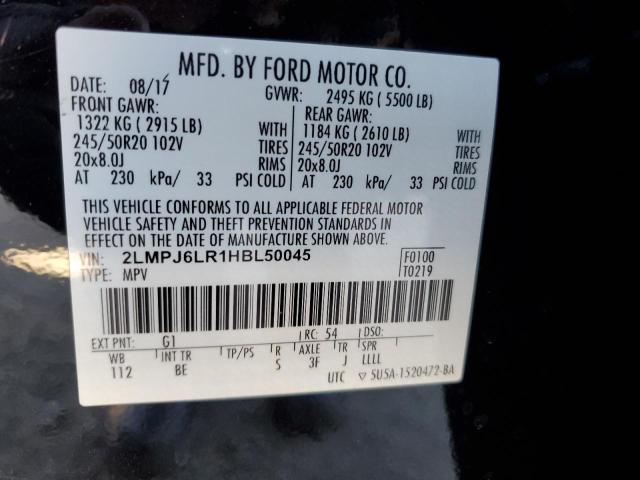 MFD. BY FORD MOTOR CO.
DATE: 08/17 GVWR: 2495 KG ( 5500 LB)
FRONT GAWR: REAR GAWR:
1322 KG ( 2915 LB) WITH 1184 KG ( 2610 LB) WITH
245/50R20 102V TIRES 245/50R20 102V TIRES
20x8.0J RIMS 20x8.0J RIMS
AT 230 kPa/ 33 PSI COLD AT 230 kPa/ 33 PSI COLD
THIS VEHICLE CONFORMS TO ALL APPLICABLE FEDERAL MOTOR
VEHICLE SAFETY AND THEFT PREVENTION STANDARDS IN
EFFECT ON THE DATE OF MANUFACTURE SHOWN ABOVE.
VIN: 2LMPJ6LR1HBL50045 F0100
TYPE: MPV T0219
EXT PNT: G1 RC: 54 DSO:
WB INT TR TP/PS R AXLE TR SPR
112 BE S 3F J LLLL
UTC ▽ 5U5A-1520472-BA